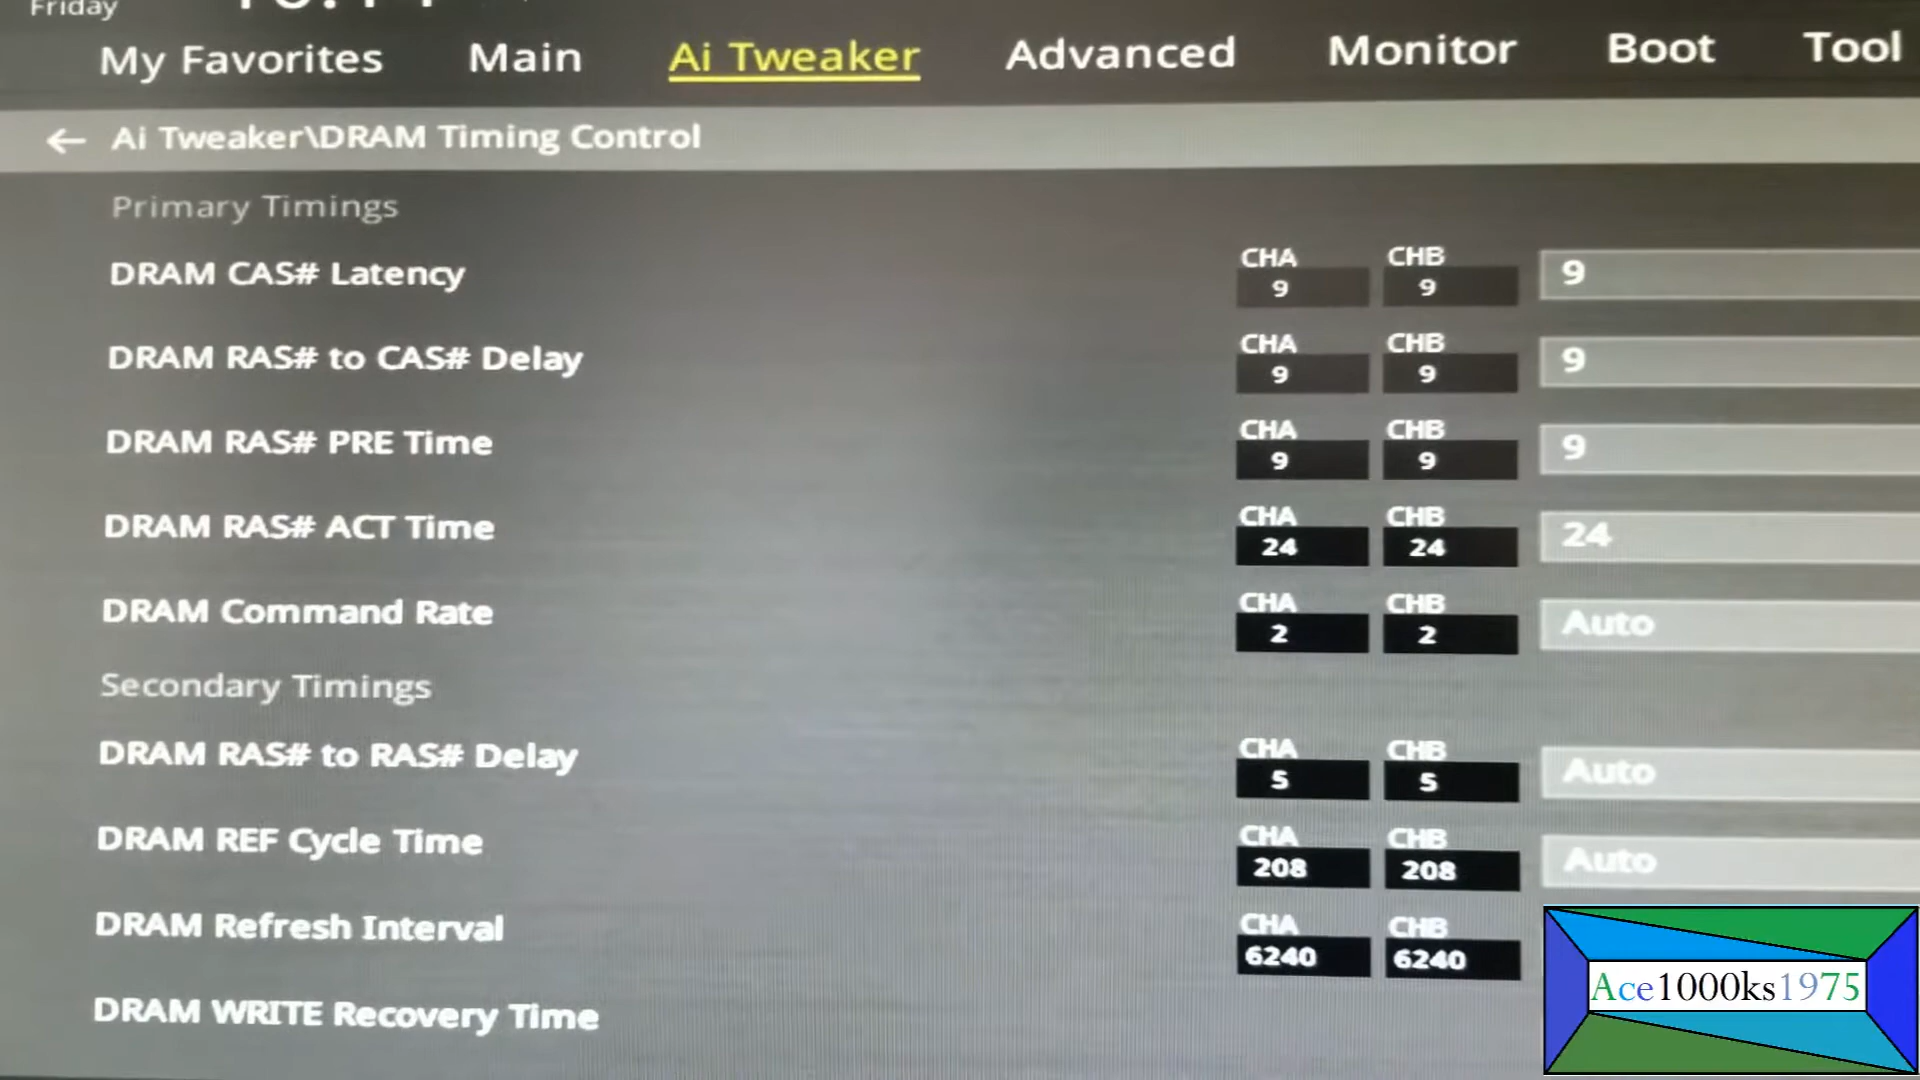 Friday
My Favorites Main Ai Tweaker Advanced Monitor Boot Tool
← Ai Tweaker\DRAM Timing Control
Primary Timings
DRAM CAS# Latency CHA 9 CHB 9 9
DRAM RAS# to CAS# Delay CHA 9 CHB 9 9
DRAM RAS# PRE Time CHA 9 CHB 9 9
DRAM RAS# ACT Time CHA 24 CHB 24 24
DRAM Command Rate CHA 2 CHB 2 Auto
Secondary Timings
DRAM RAS# to RAS# Delay CHA 5 CHB 5 Auto
DRAM REF Cycle Time CHA 208 CHB 208 Auto
DRAM Refresh Interval CHA 6240 CHB 6240
DRAM WRITE Recovery Time
Ace1000ks1975